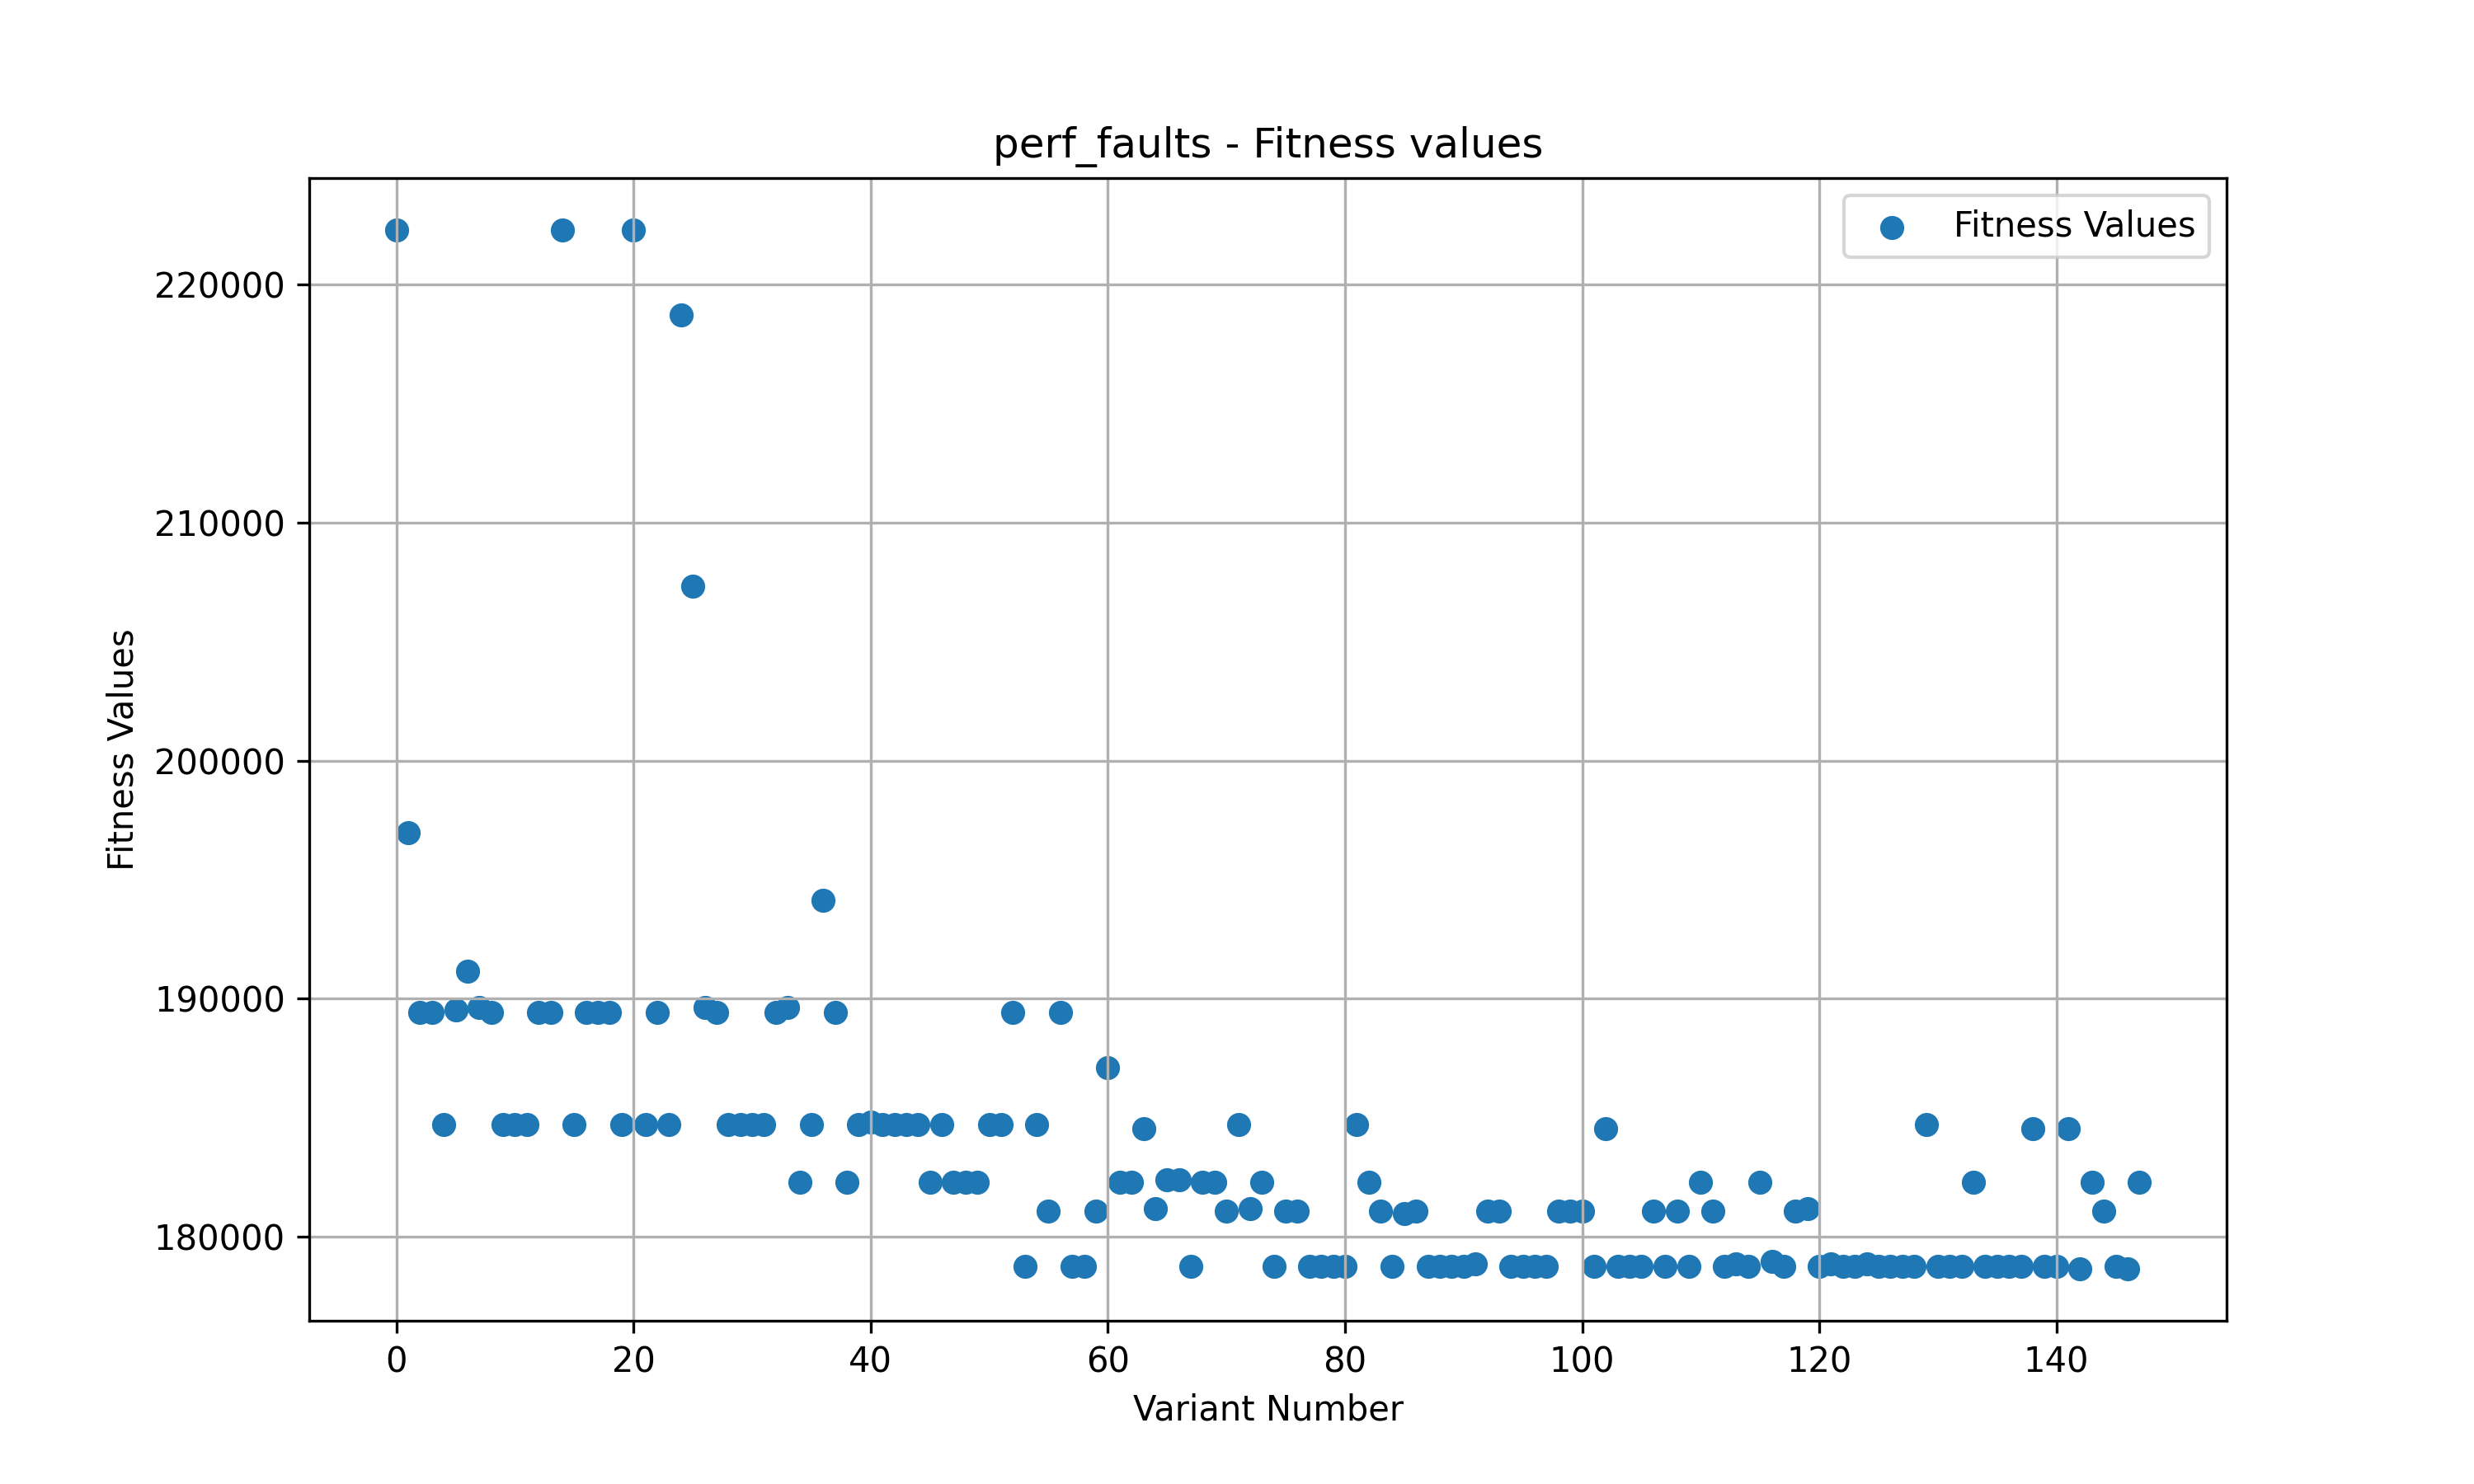 perf_faults - Fitness values
Fitness Values
220000
210000
200000
190000
180000
Fitness Values
0 20 40 60 80 100 120 140
Variant Number